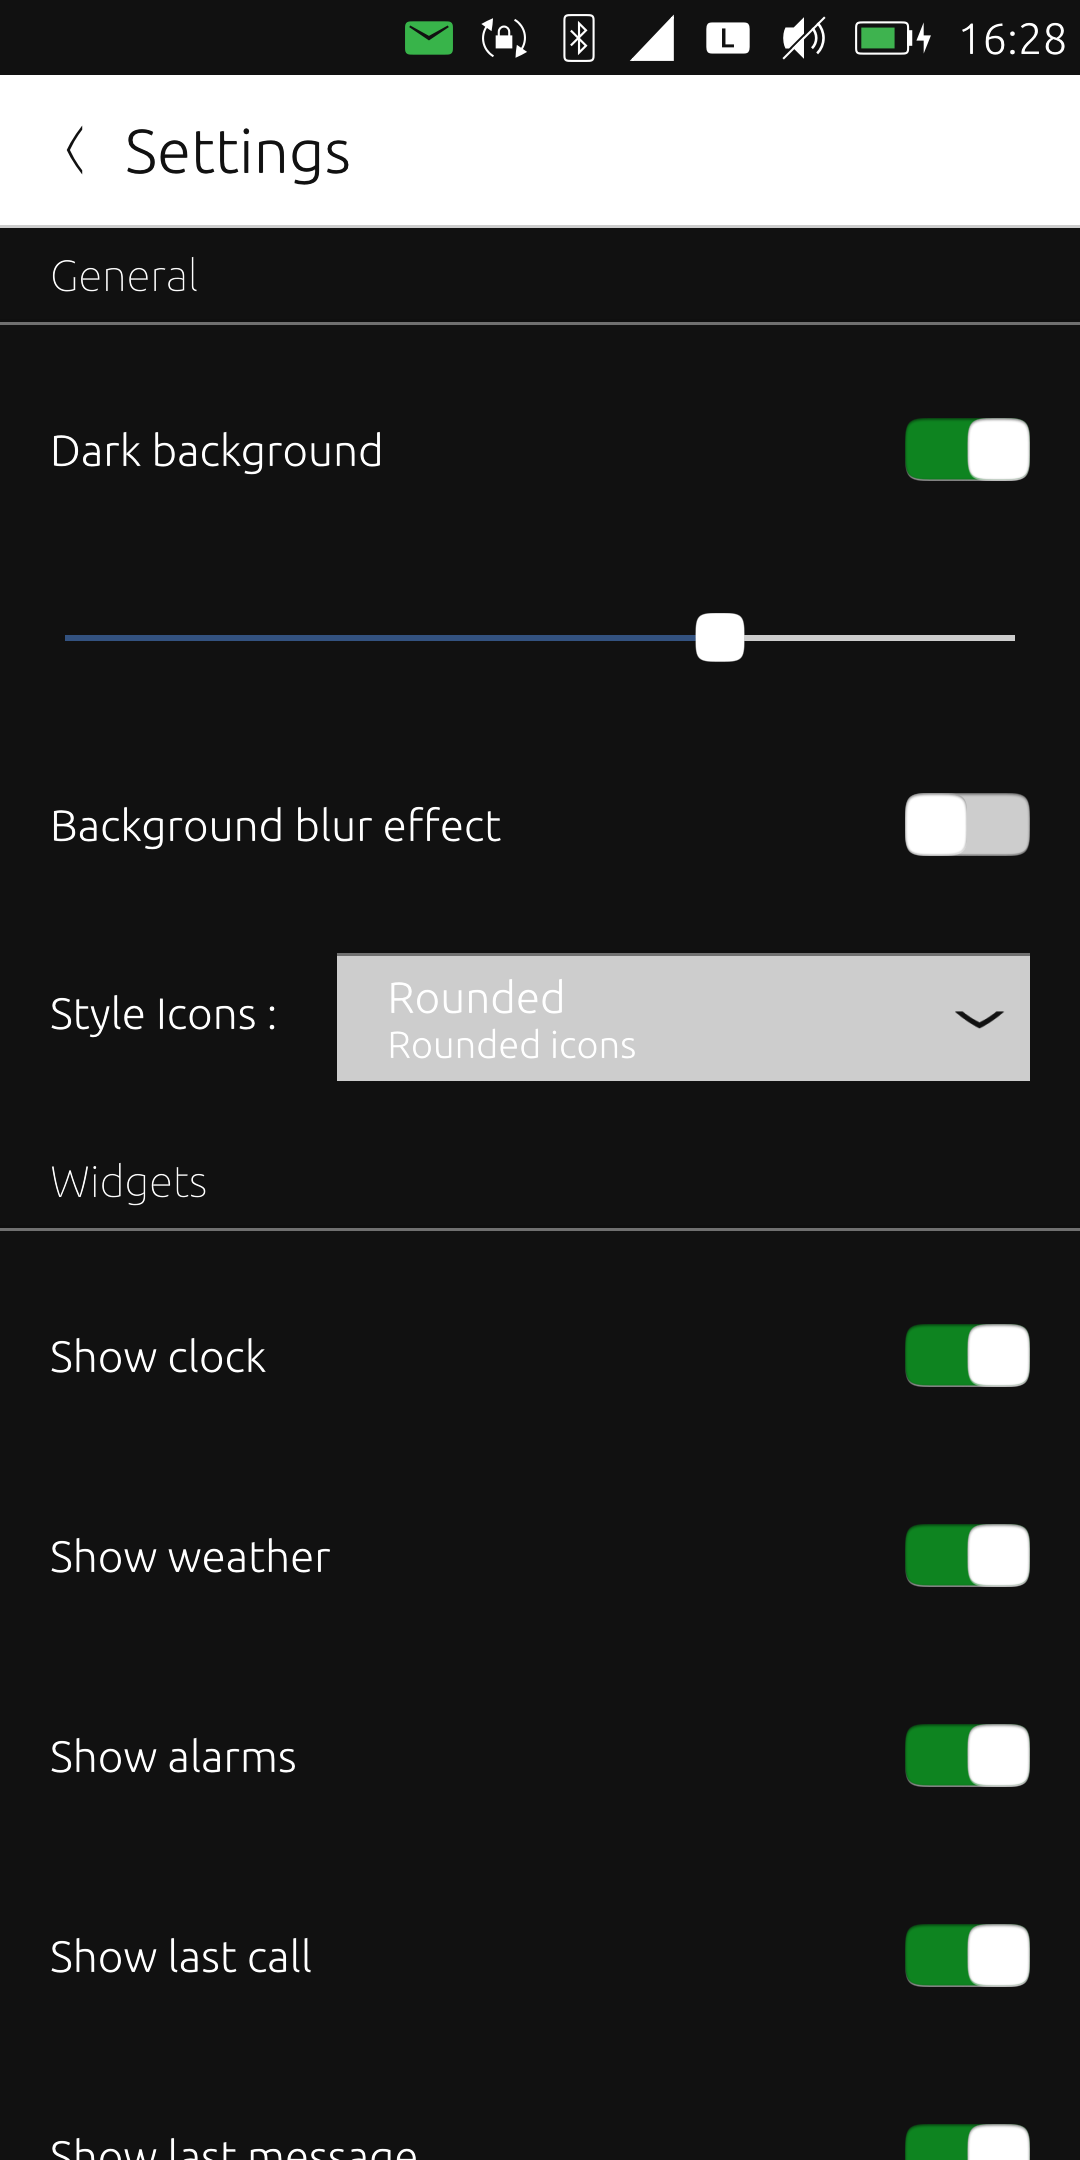 L 16:28
Settings
General
Dark background
Background blur effect
Style Icons :
Rounded
Rounded icons
Widgets
Show clock
Show weather
Show alarms
Show last call
Show last message